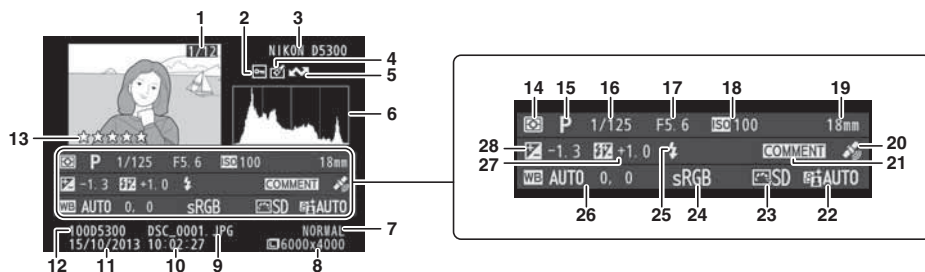 1 2 3
1/12 NIKON D5300
4
5
6
13
P 1/125 F5.6 ISO 100 18mm
-1.3 +1.0 COMMENT
WB AUTO 0, 0 sRGB SD AUTO
100D5300 DSC_0001.JPG NORMAL
15/10/2013 10:02:27 6000x4000
7
12 11 10 9 8
14 15 16 17 18 19
P 1/125 F5.6 ISO 100 18mm
28 -1.3 +1.0 COMMENT 20
27 21
WB AUTO 0, 0 sRGB SD AUTO
26 25 24 23 22